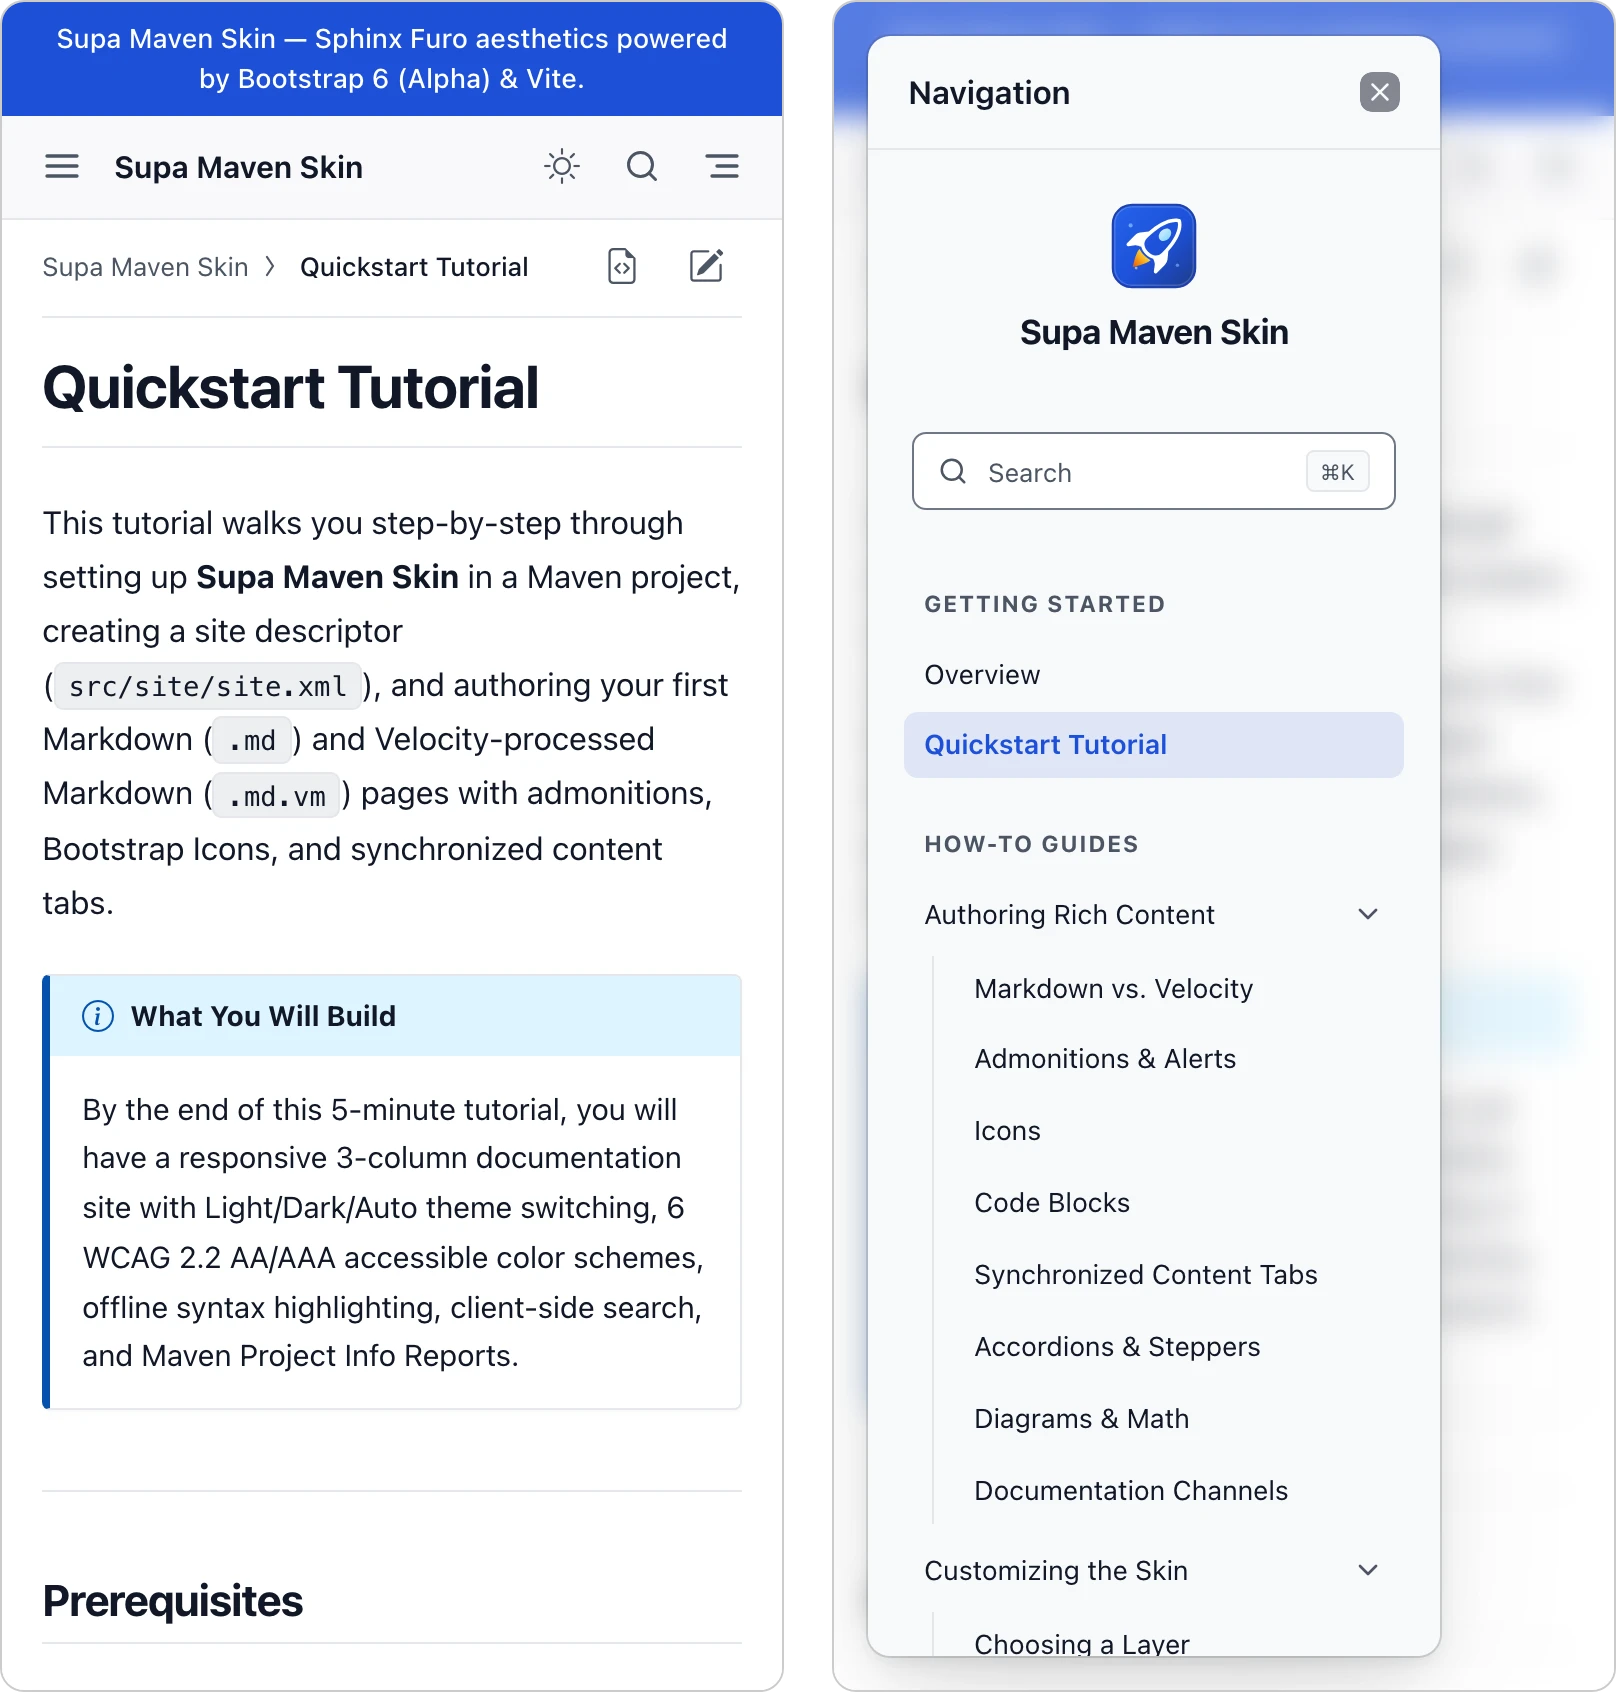 Supa Maven Skin — Sphinx Furo aesthetics powered
by Bootstrap 6 (Alpha) & Vite.
Supa Maven Skin
Supa Maven Skin > Quickstart Tutorial
Quickstart Tutorial
This tutorial walks you step-by-step through
setting up Supa Maven Skin in a Maven project,
creating a site descriptor
(src/site/site.xml), and authoring your first
Markdown (.md) and Velocity-processed
Markdown (.md.vm) pages with admonitions,
Bootstrap Icons, and synchronized content
tabs.
What You Will Build
By the end of this 5-minute tutorial, you will
have a responsive 3-column documentation
site with Light/Dark/Auto theme switching, 6
WCAG 2.2 AA/AAA accessible color schemes,
offline syntax highlighting, client-side search,
and Maven Project Info Reports.
Prerequisites
Navigation
Supa Maven Skin
Search ⌘K
GETTING STARTED
Overview
Quickstart Tutorial
HOW-TO GUIDES
Authoring Rich Content
Markdown vs. Velocity
Admonitions & Alerts
Icons
Code Blocks
Synchronized Content Tabs
Accordions & Steppers
Diagrams & Math
Documentation Channels
Customizing the Skin
Choosing a Layer